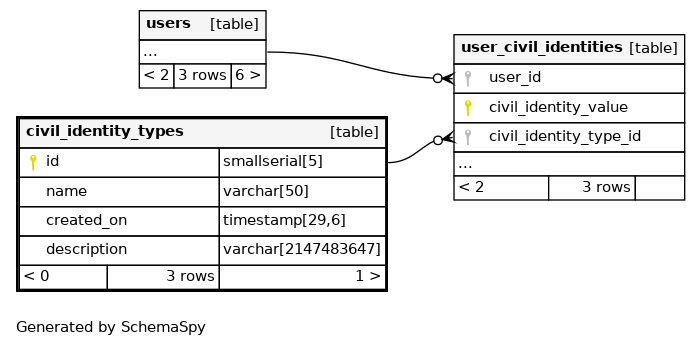 users [table]
...
< 2 3 rows 6 >
user_civil_identities [table]
user_id
civil_identity_value
civil_identity_type_id
...
< 2 3 rows
civil_identity_types [table]
id smallserial[5]
name varchar[50]
created_on timestamp[29,6]
description varchar[2147483647]
< 0 3 rows 1 >
Generated by SchemaSpy